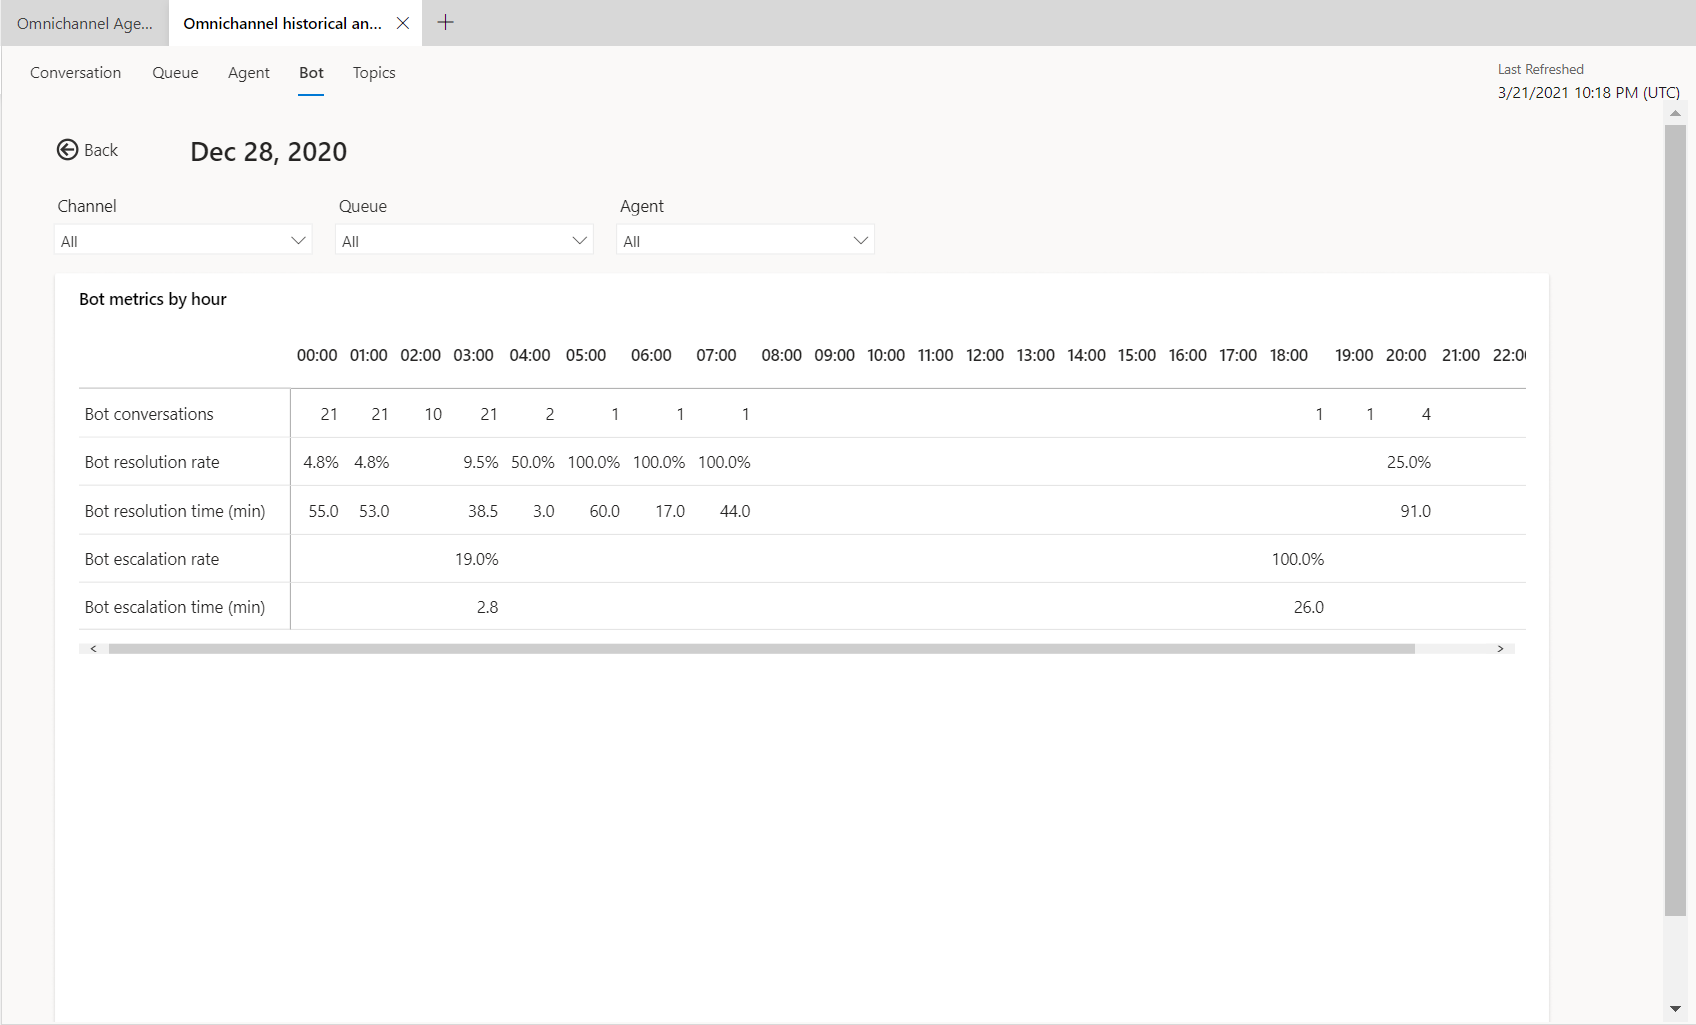 Omnichannel Age... Omnichannel historical an...
Conversation Queue Agent Bot Topics
Last Refreshed
3/21/2021 10:18 PM (UTC)
Back Dec 28, 2020
Channel Queue Agent
All All All
Bot metrics by hour
00:00 01:00 02:00 03:00 04:00 05:00 06:00 07:00 08:00 09:00 10:00 11:00 12:00 13:00 14:00 15:00 16:00 17:00 18:00 19:00 20:00 21:00 22:00
Bot conversations 21 21 10 21 2 1 1 1 1 1 4
Bot resolution rate 4.8% 4.8% 9.5% 50.0% 100.0% 100.0% 100.0% 25.0%
Bot resolution time (min) 55.0 53.0 38.5 3.0 60.0 17.0 44.0 91.0
Bot escalation rate 19.0% 100.0%
Bot escalation time (min) 2.8 26.0